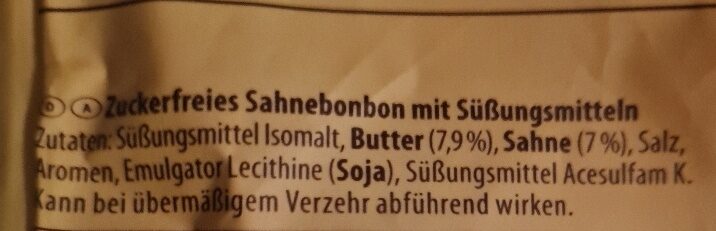 D A Zuckerfreies Sahnebonbon mit Süßungsmitteln
Zutaten: Süßungsmittel Isomalt, Butter (7,9%), Sahne (7%), Salz,
Aromen, Emulgator Lecithine (Soja), Süßungsmittel Acesulfam K.
Kann bei übermäßigem Verzehr abführend wirken.